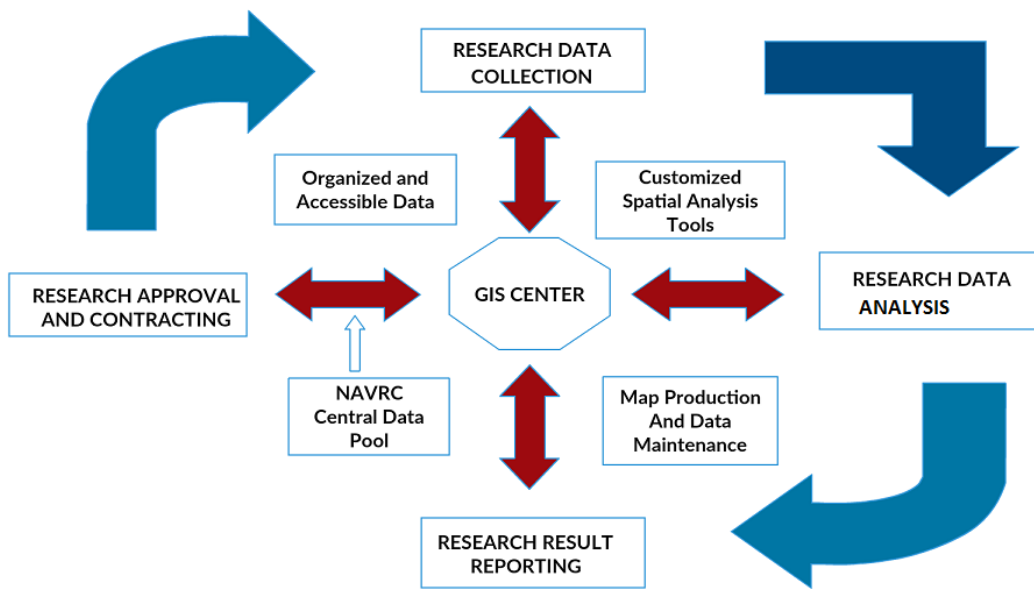 RESEARCH DATA
COLLECTION
Organized and
Accessible Data
Customized
Spatial Analysis
Tools
RESEARCH APPROVAL
AND CONTRACTING
GIS CENTER
RESEARCH DATA
ANALYSIS
NAVRC
Central Data
Pool
Map Production
And Data
Maintenance
RESEARCH RESULT
REPORTING